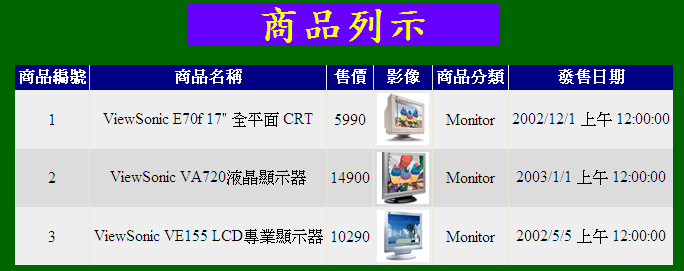 商品列示
商品編號 商品名稱 售價 影像 商品分類 發售日期
1 ViewSonic E70f 17" 全平面 CRT 5990 Monitor 2002/12/1 上午 12:00:00
2 ViewSonic VA720液晶顯示器 14900 Monitor 2003/1/1 上午 12:00:00
3 ViewSonic VE155 LCD專業顯示器 10290 Monitor 2002/5/5 上午 12:00:00